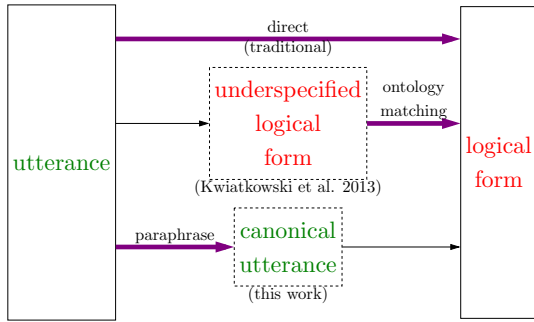 direct
(traditional)
underspecified
logical
form
(Kwiatkowski et al. 2013)
ontology
matching
utterance
logical
form
paraphrase
canonical
utterance
(this work)